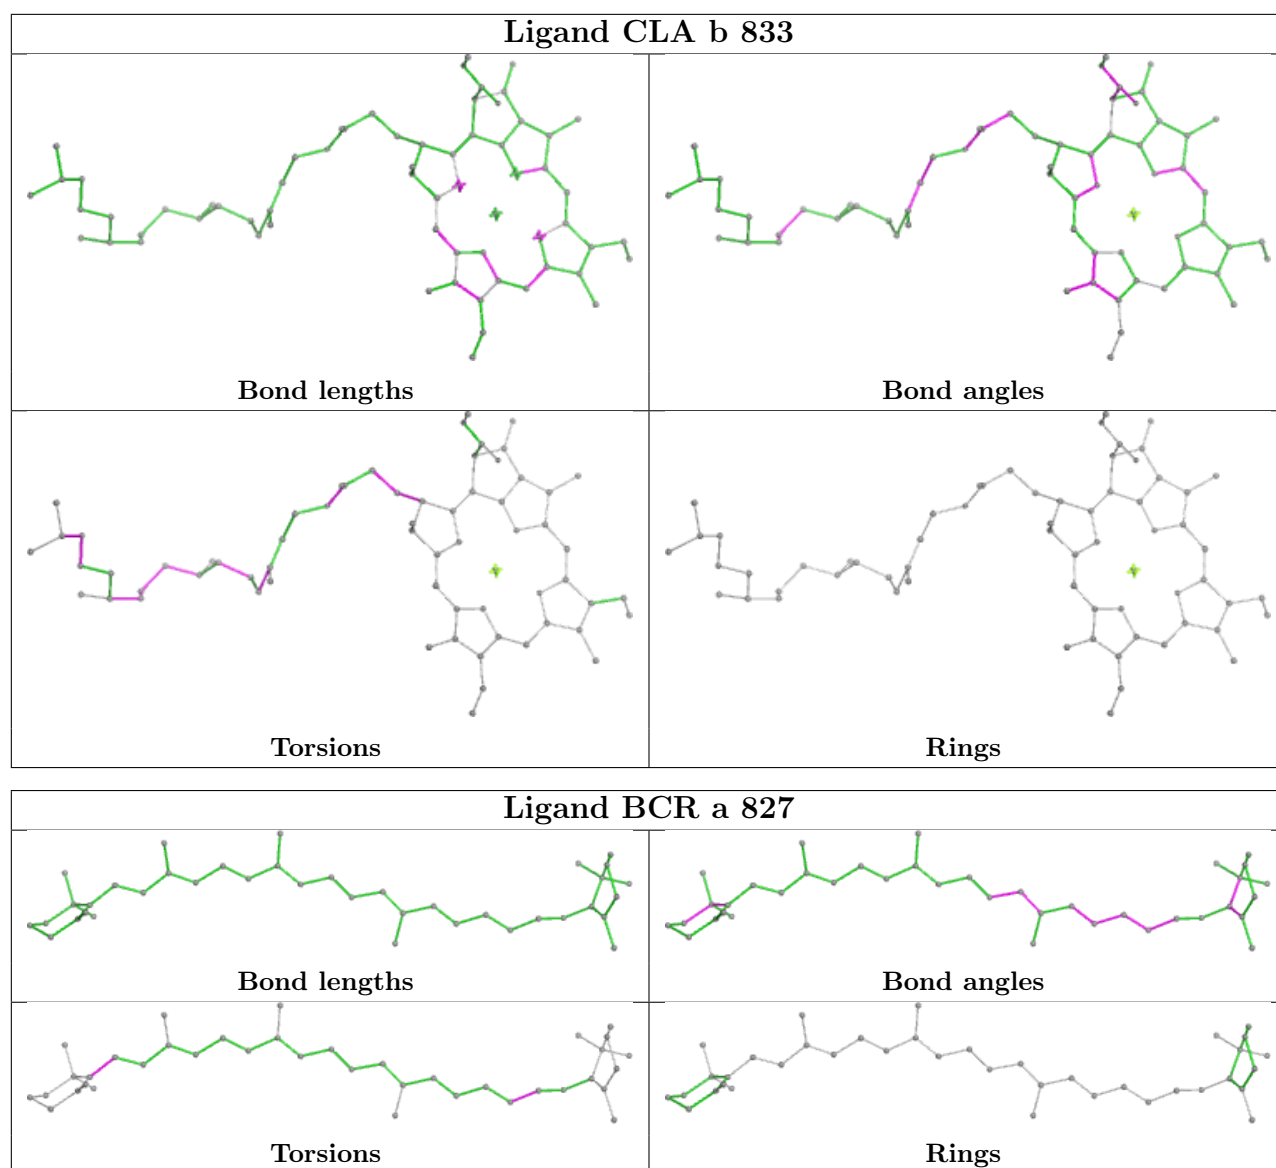 Ligand CLA b 833
Bond lengths
Bond angles
Torsions
Rings
Ligand BCR a 827
Bond lengths
Bond angles
Torsions
Rings